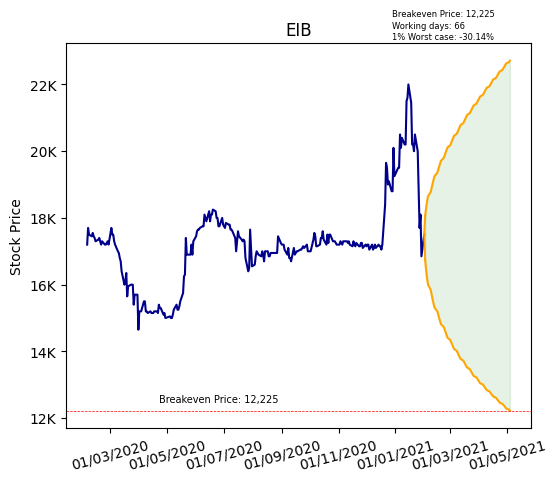 Breakeven Price: 12,225
Working days: 66
1% Worst case: -30.14%
EIB
Stock Price
22K
20K
18K
16K
14K
12K
Breakeven Price: 12,225
01/03/2020
01/05/2020
01/07/2020
01/09/2020
01/11/2020
01/01/2021
01/03/2021
01/05/2021